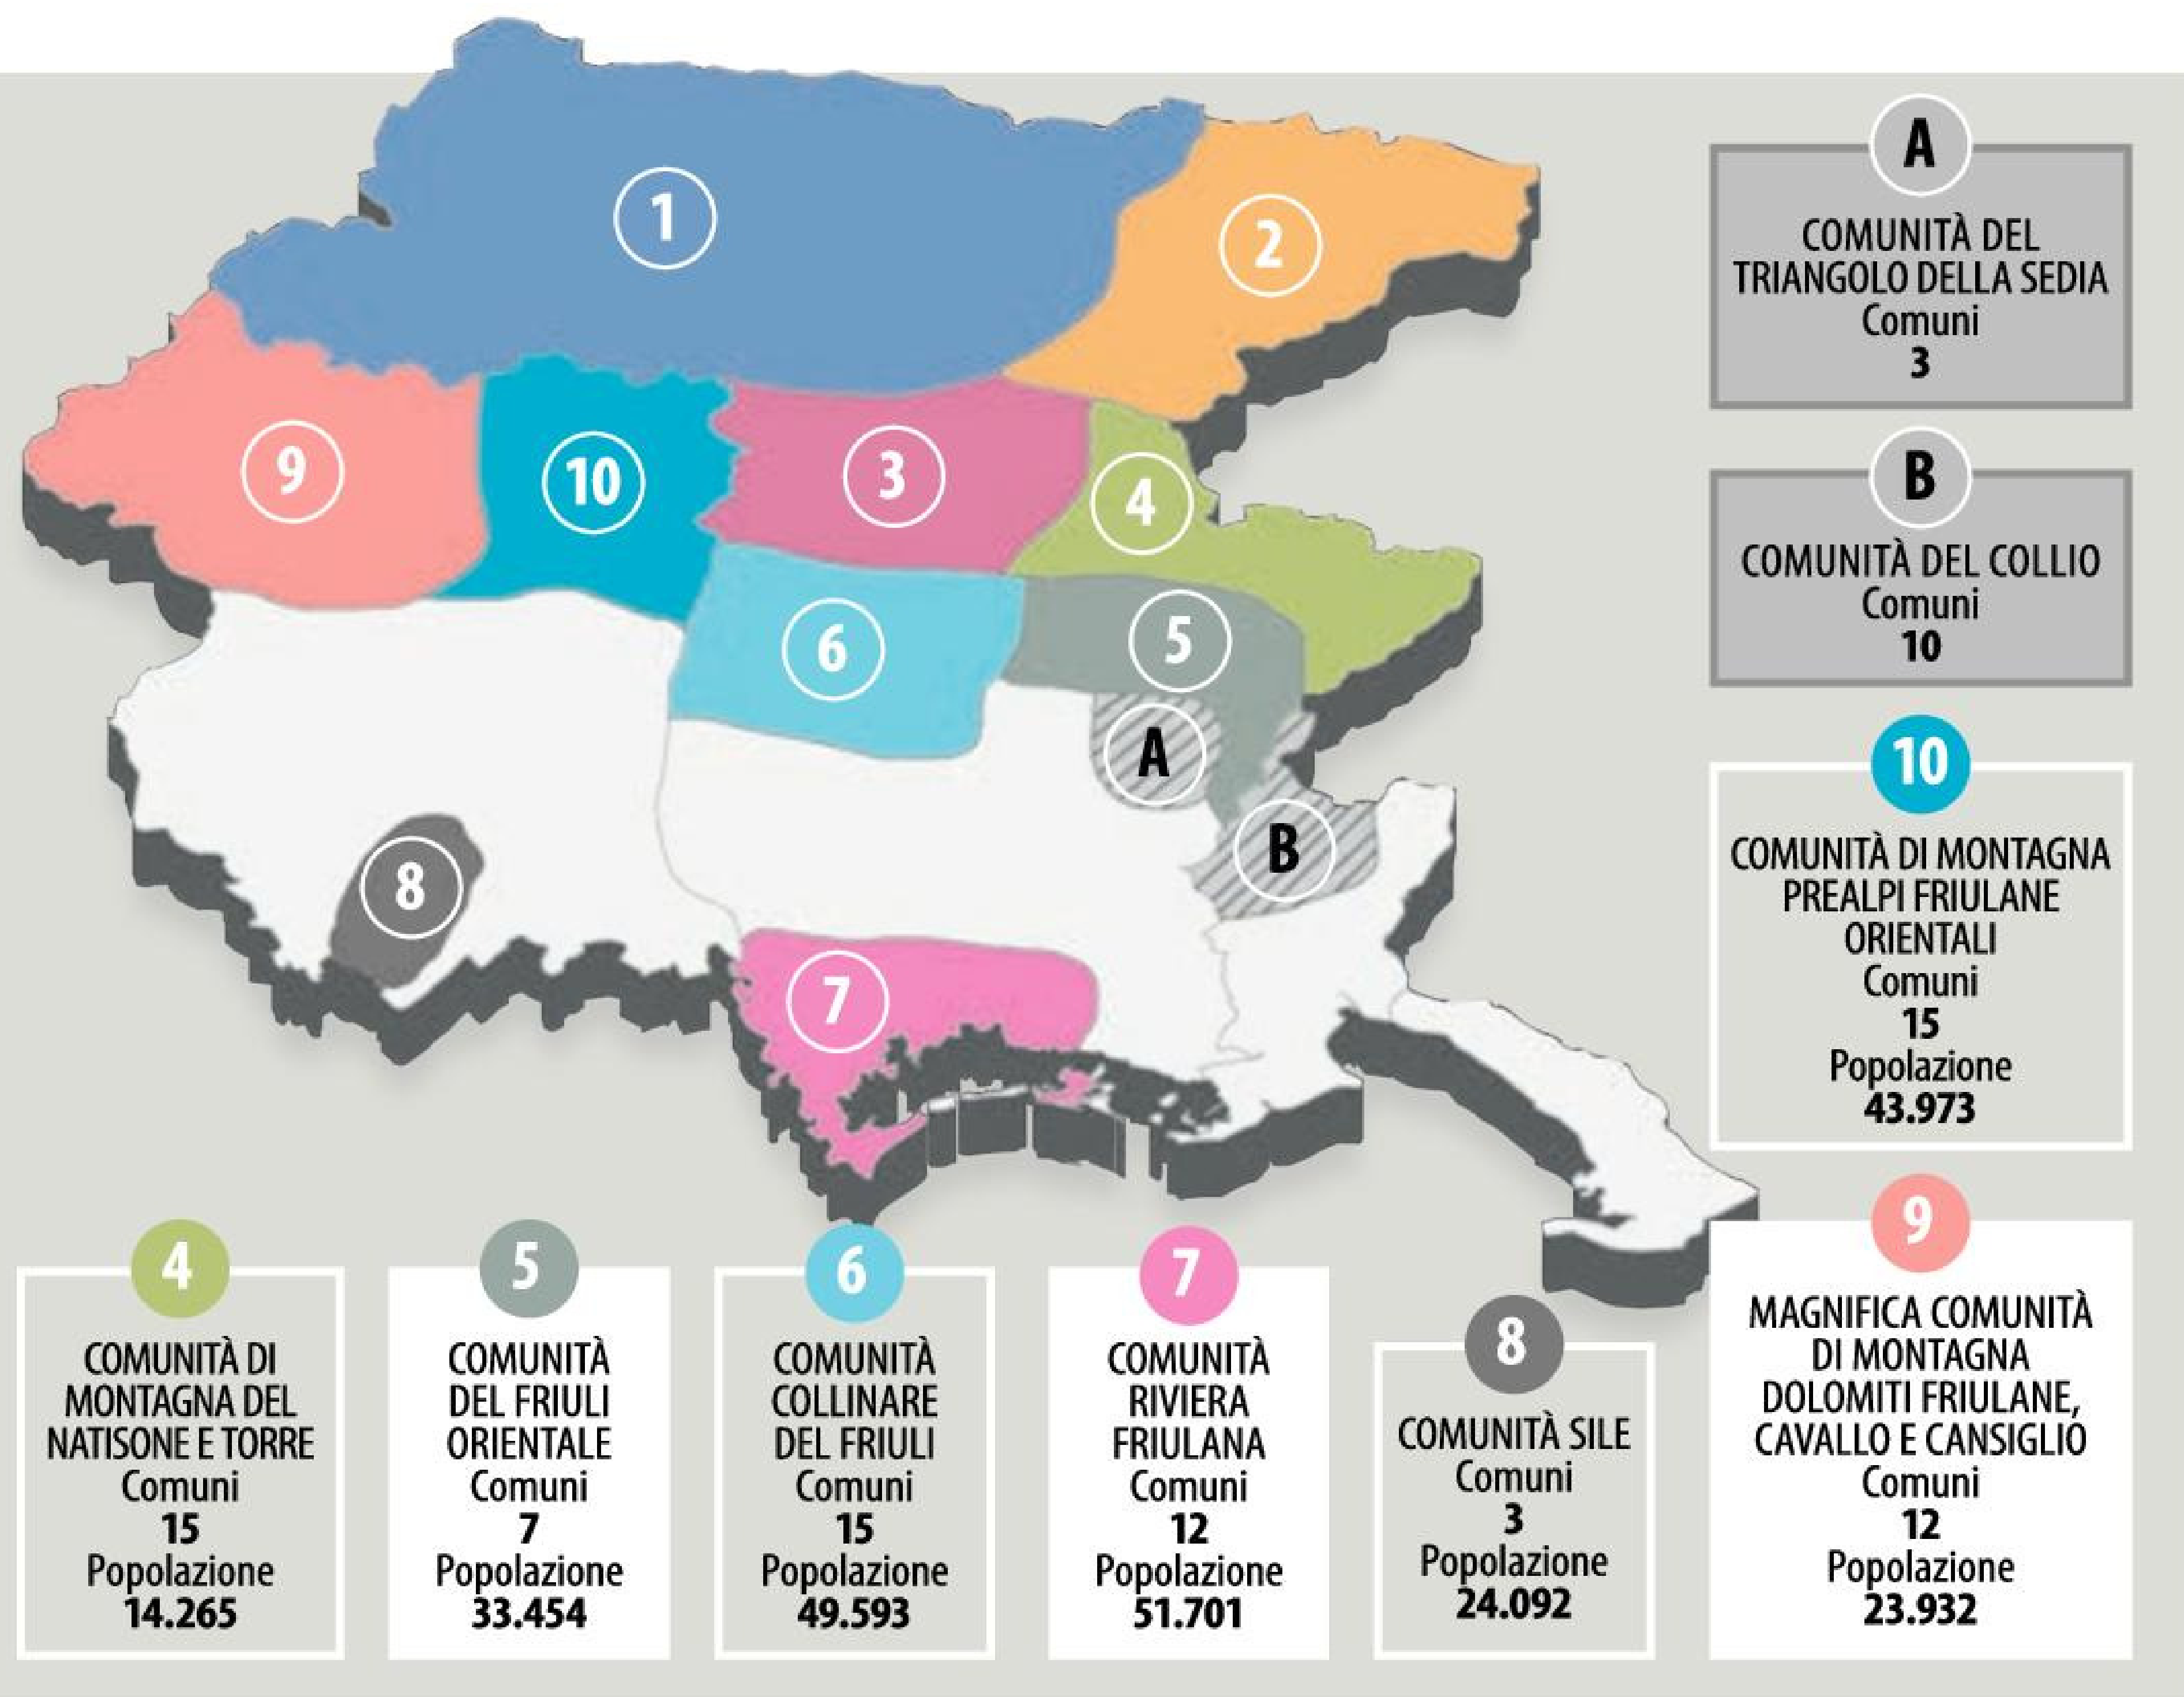 1
2
9
10
3
4
6
5
A
B
8
7
A
COMUNITÀ DEL
TRIANGOLO DELLA SEDIA
Comuni
3
B
COMUNITÀ DEL COLLIO
Comuni
10
10
COMUNITÀ DI MONTAGNA
PREALPI FRIULANE
ORIENTALI
Comuni
15
Popolazione
43.973
4
COMUNITÀ DI
MONTAGNA DEL
NATISONE E TORRE
Comuni
15
Popolazione
14.265
5
COMUNITÀ
DEL FRIULI
ORIENTALE
Comuni
7
Popolazione
33.454
6
COMUNITÀ
COLLINARE
DEL FRIULI
Comuni
15
Popolazione
49.593
7
COMUNITÀ
RIVIERA
FRIULANA
Comuni
12
Popolazione
51.701
8
COMUNITÀ SILE
Comuni
3
Popolazione
24.092
9
MAGNIFICA COMUNITÀ
DI MONTAGNA
DOLOMITI FRIULANE,
CAVALLO E CANSIGLIO
Comuni
12
Popolazione
23.932